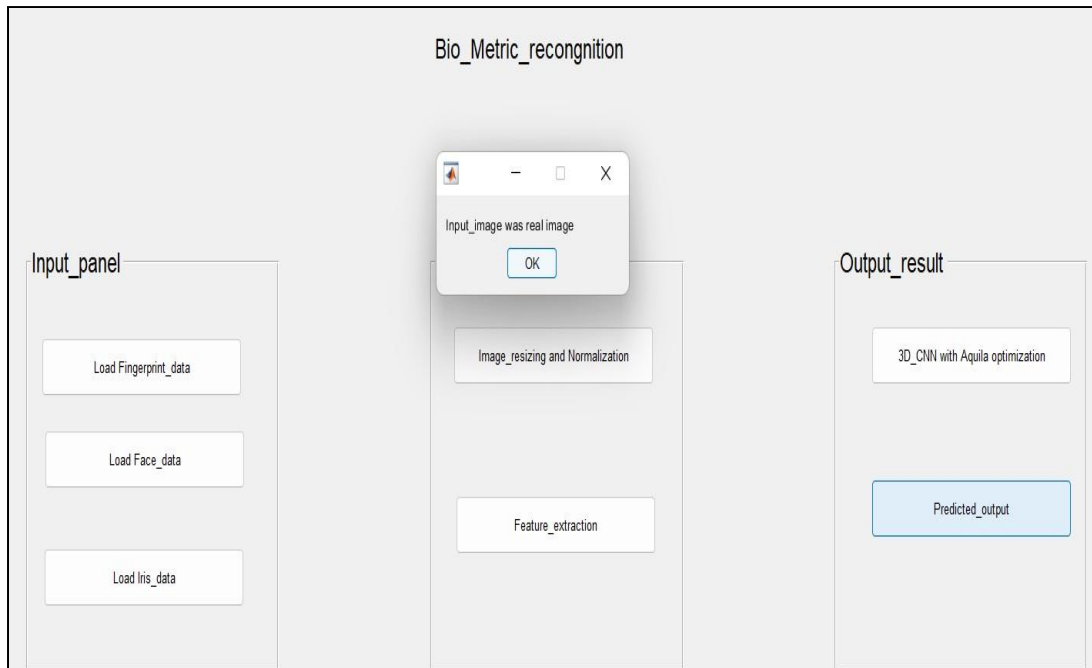 Bio_Metric_recongnition
Input_image was real image
OK
Input_panel
Load Fingerprint_data
Load Face_data
Load Iris_data
Image_resizing and Normalization
Feature_extraction
Output_result
3D_CNN with Aquila optimization
Predicted_output